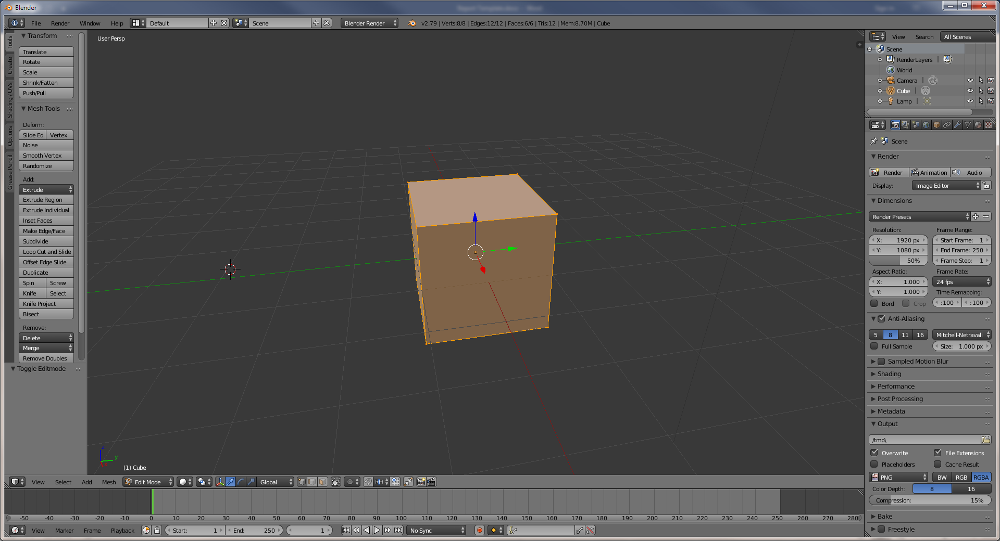 Blender
File Render Window Help Default Scene Blender Render v2.79 | Verts:8/8 | Edges:12/12 | Faces:6/6 | Tris:12 | Mem:8.70M | Cube
Tools
Create
Shading / UVs
Options
Grease Pencil
Transform
Translate
Rotate
Scale
Shrink/Fatten
Push/Pull
Mesh Tools
Deform:
Slide Ed Vertex
Noise
Smooth Vertex
Randomize
Add:
Extrude
Extrude Region
Extrude Individual
Inset Faces
Make Edge/Face
Subdivide
Loop Cut and Slide
Offset Edge Slide
Duplicate
Spin Screw
Knife Select
Knife Project
Bisect
Remove:
Delete
Merge
Remove Doubles
Toggle Editmode
User Persp
z
y
x
(1) Cube
View Select Add Mesh Edit Mode Global
-50 -40 -30 -20 -10 0 10 20 30 40 50 60 70 80 90 100 110 120 130 140 150 160 170 180 190 200 210 220 230 240 250 260 270 280
View Marker Frame Playback Start: 1 End: 250 1 No Sync
View Search All Scenes
Scene
RenderLayers |
World
Camera |
Cube |
Lamp |
Scene
Render
Render Animation Audio
Display: Image Editor
Dimensions
Render Presets
Resolution: Frame Range:
X: 1920 px Start Frame: 1
Y: 1080 px End Frame: 250
50% Frame Step: 1
Aspect Ratio: Frame Rate:
X: 1.000 24 fps
Y: 1.000 Time Remapping:
Bord Crop :100 :100
Anti-Aliasing
5 8 11 16 Mitchell-Netravali
Full Sample Size: 1.000 px
Sampled Motion Blur
Shading
Performance
Post Processing
Metadata
Output
/tmp\
Overwrite File Extensions
Placeholders Cache Result
PNG BW RGB RGBA
Color Depth: 8 16
Compression: 15%
Bake
Freestyle